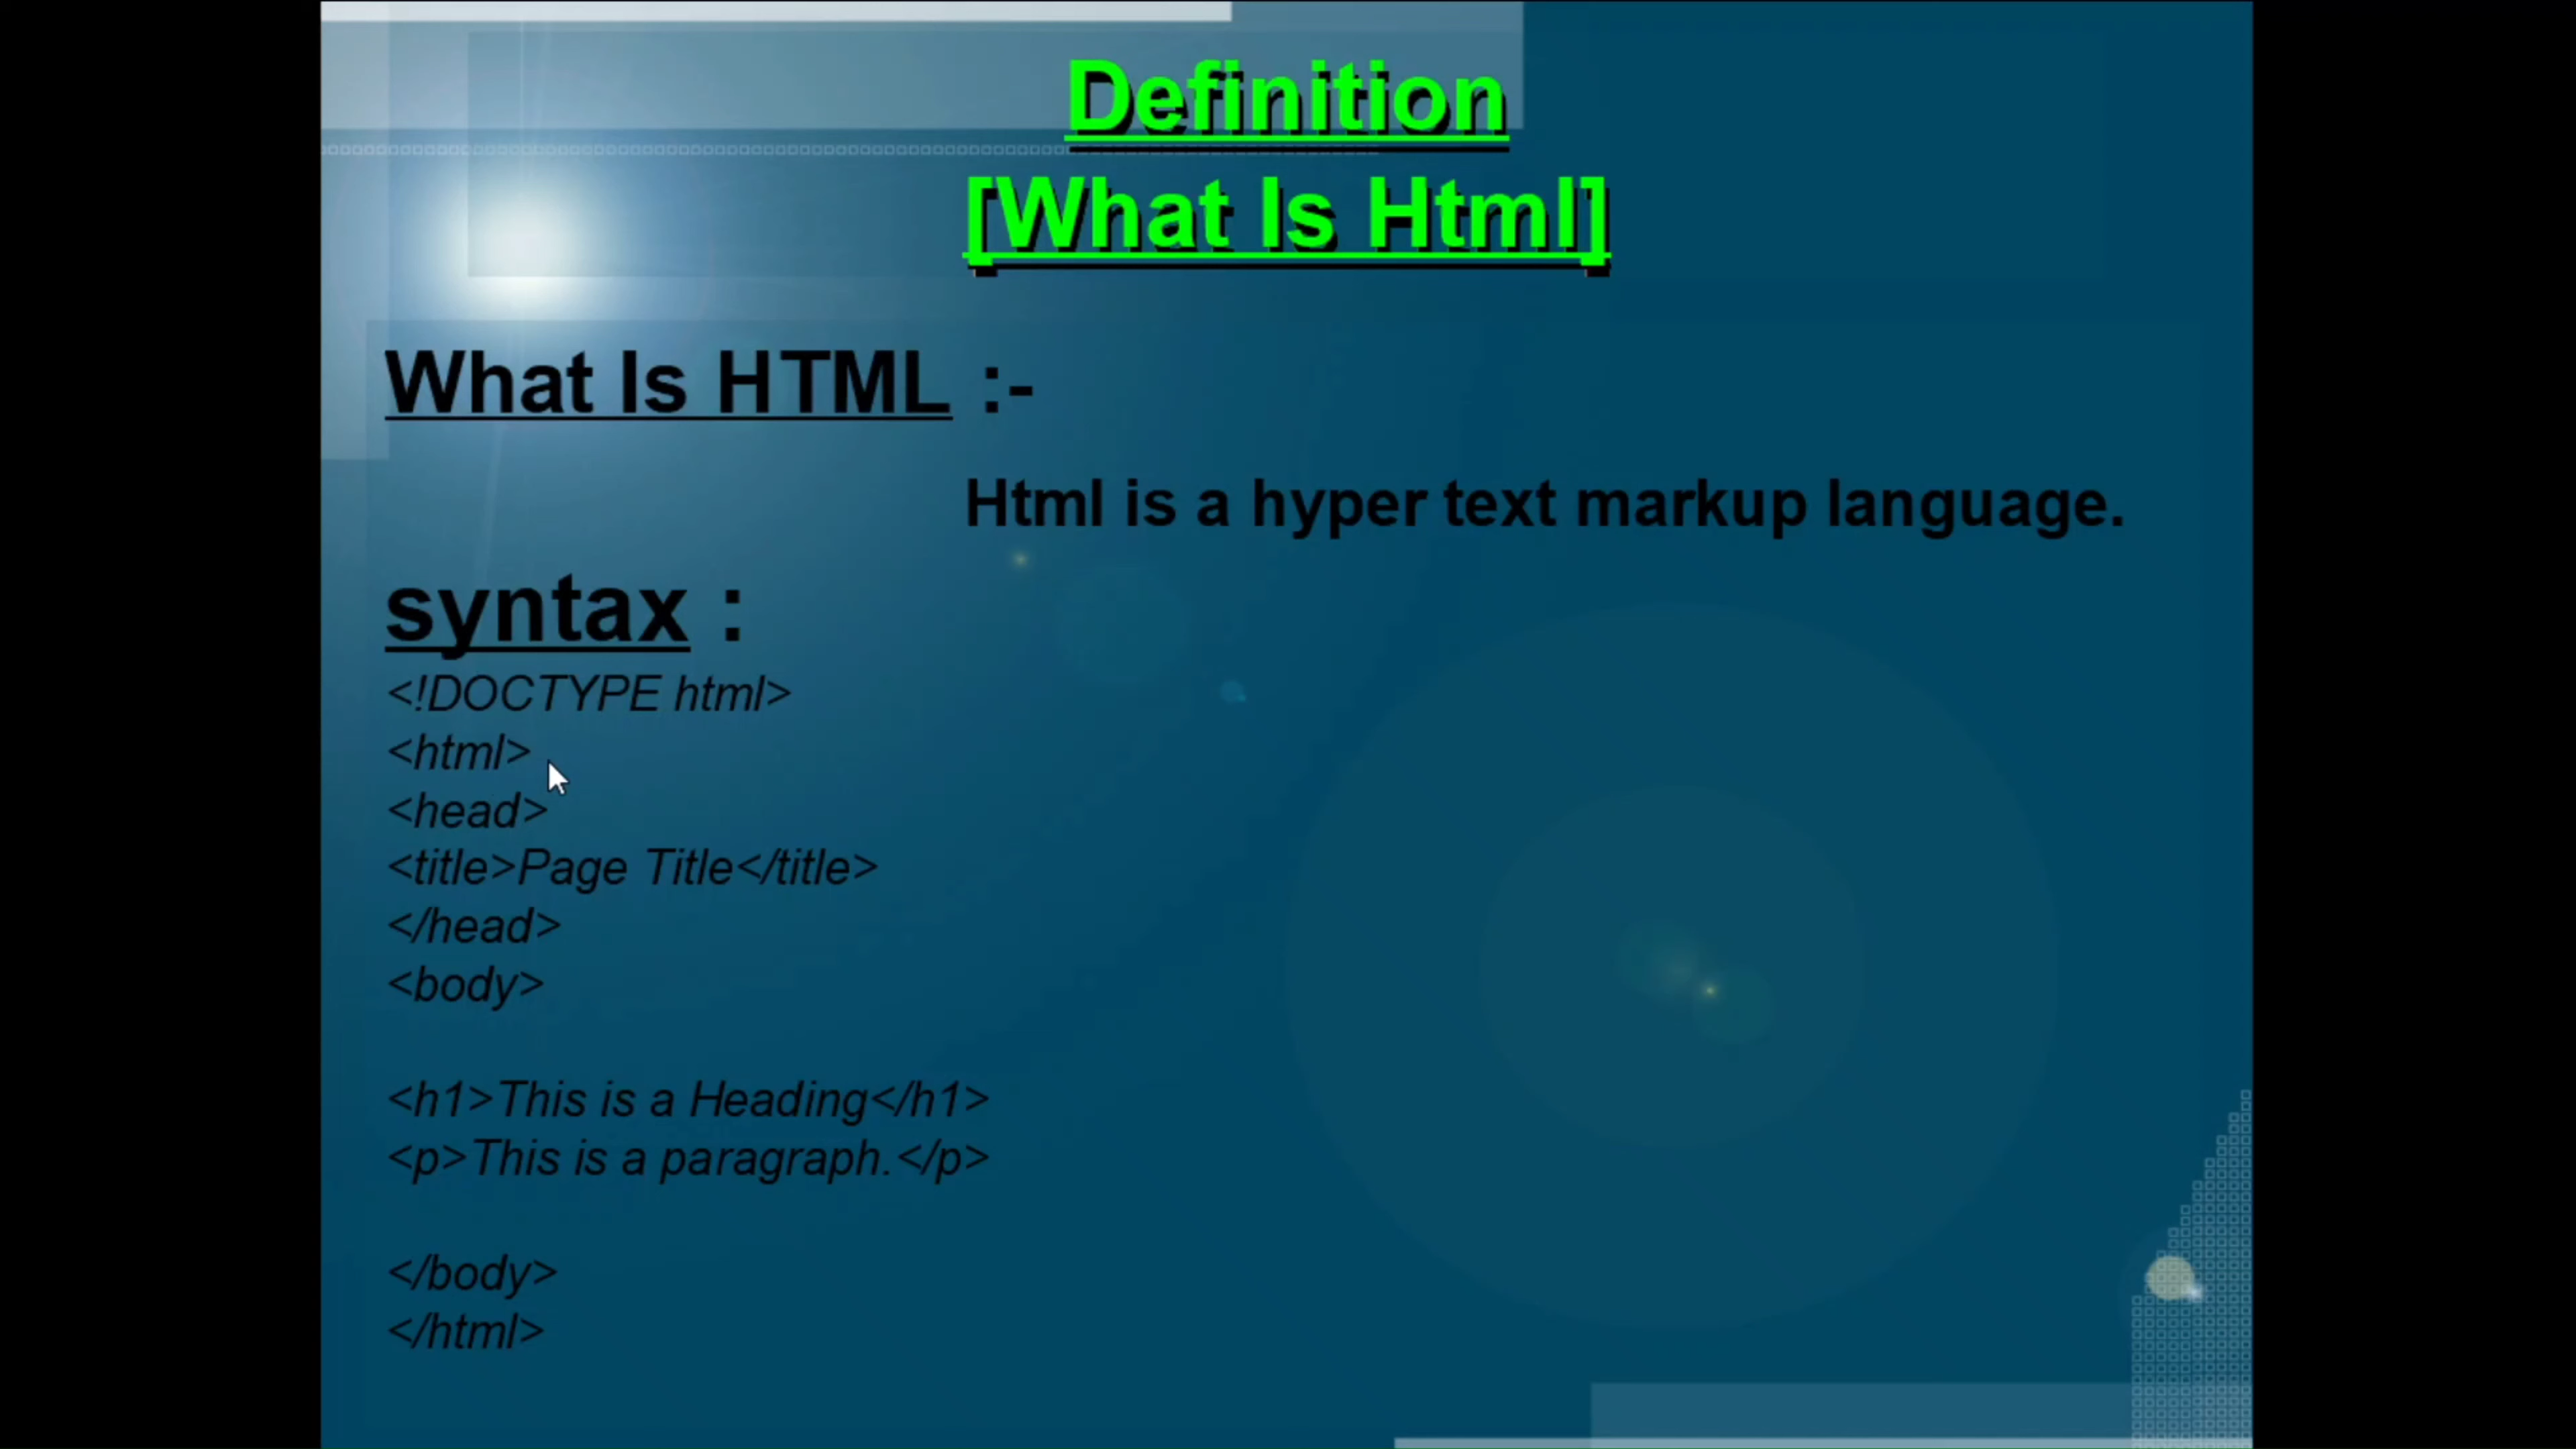 Definition
[What Is Html]
What Is HTML :-
Html is a hyper text markup language.
syntax :
<!DOCTYPE html>
<html>
<head>
<title>Page Title</title>
</head>
<body>
<h1>This is a Heading</h1>
<p>This is a paragraph.</p>
</body>
</html>